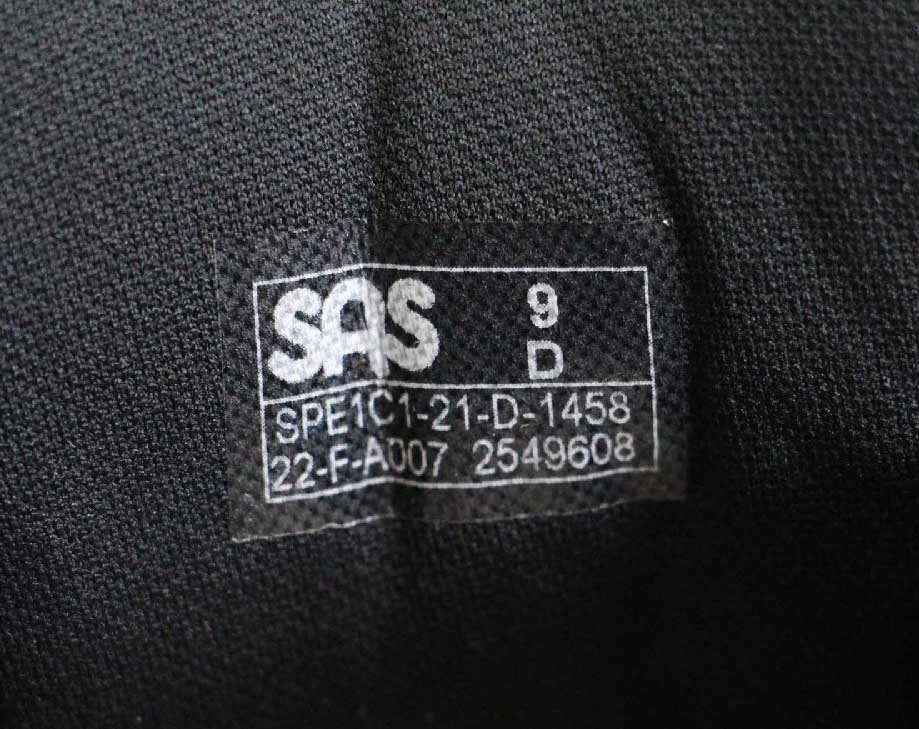 SAS
9
D
SPE1C1-21-D-1458
22-F-A007 2549608